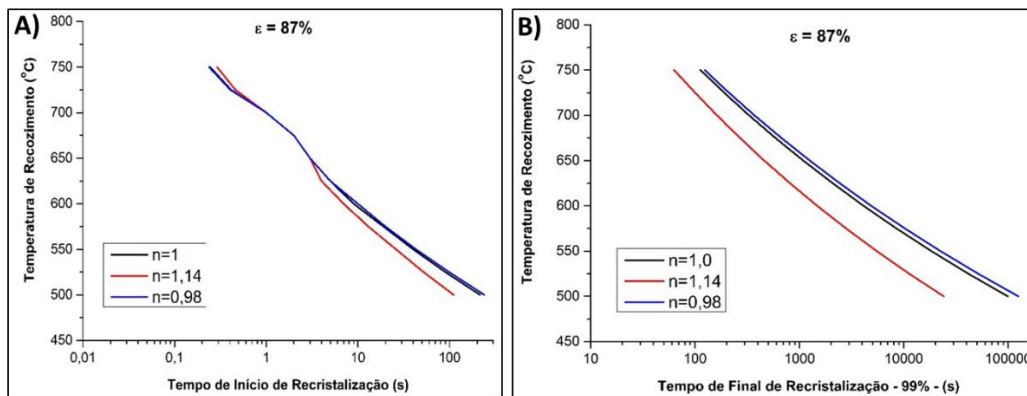 A)
ε = 87%
800
750
700
650
600
550
500
450
Temperatura de Recozimento (°C)
n=1
n=1,14
n=0,98
0,01
0,1
1
10
100
Tempo de Início de Recristalização (s)
B)
ε = 87%
800
750
700
650
600
550
500
450
Temperatura de Recozimento (°C)
n=1,0
n=1,14
n=0,98
10
100
1000
10000
100000
Tempo de Final de Recristalização - 99% - (s)